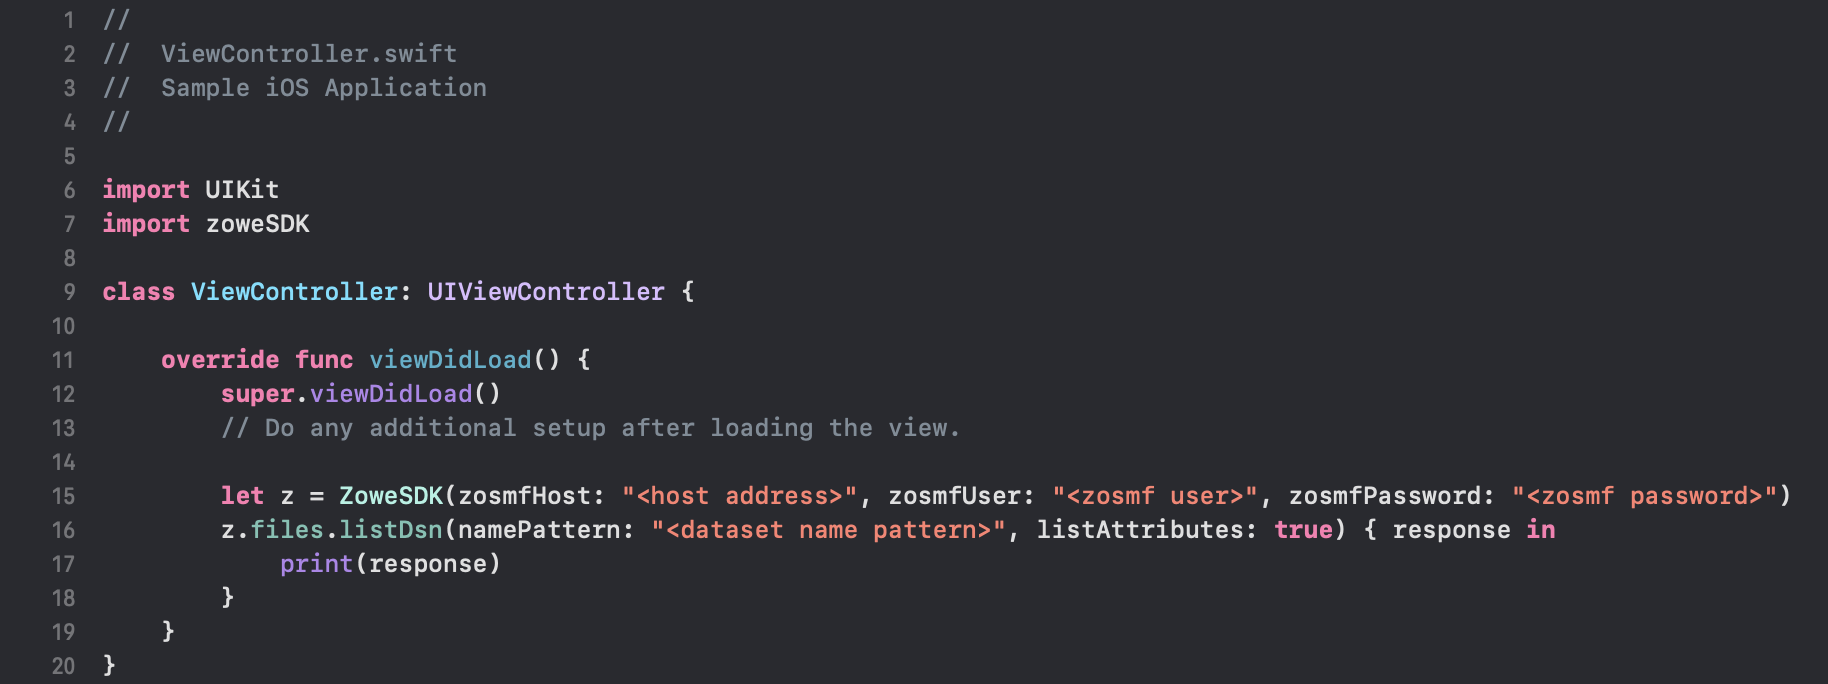 1 //
2 //  ViewController.swift
3 //  Sample iOS Application
4 //
5
6 import UIKit
7 import zoweSDK
8
9 class ViewController: UIViewController {
10
11     override func viewDidLoad() {
12         super.viewDidLoad()
13         // Do any additional setup after loading the view.
14
15         let z = ZoweSDK(zosmfHost: "<host address>", zosmfUser: "<zosmf user>", zosmfPassword: "<zosmf password>")
16         z.files.listDsn(namePattern: "<dataset name pattern>", listAttributes: true) { response in
17             print(response)
18         }
19     }
20 }